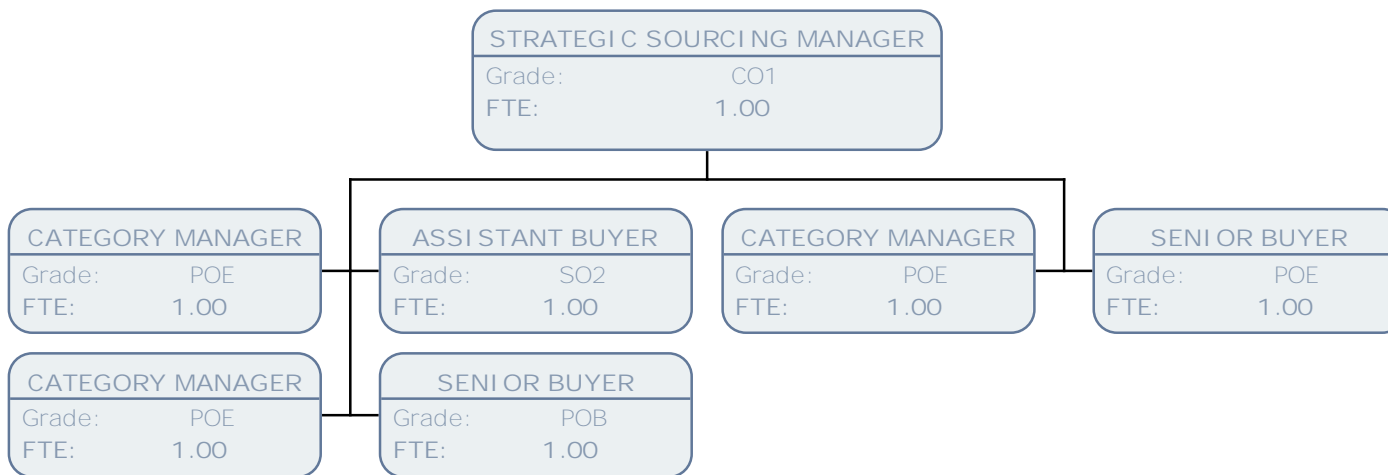 STRATEGIC SOURCING MANAGER
Grade: CO1
FTE: 1.00
CATEGORY MANAGER
Grade: POE
FTE: 1.00
ASSISTANT BUYER
Grade: SO2
FTE: 1.00
CATEGORY MANAGER
Grade: POE
FTE: 1.00
SENIOR BUYER
Grade: POE
FTE: 1.00
CATEGORY MANAGER
Grade: POE
FTE: 1.00
SENIOR BUYER
Grade: POB
FTE: 1.00